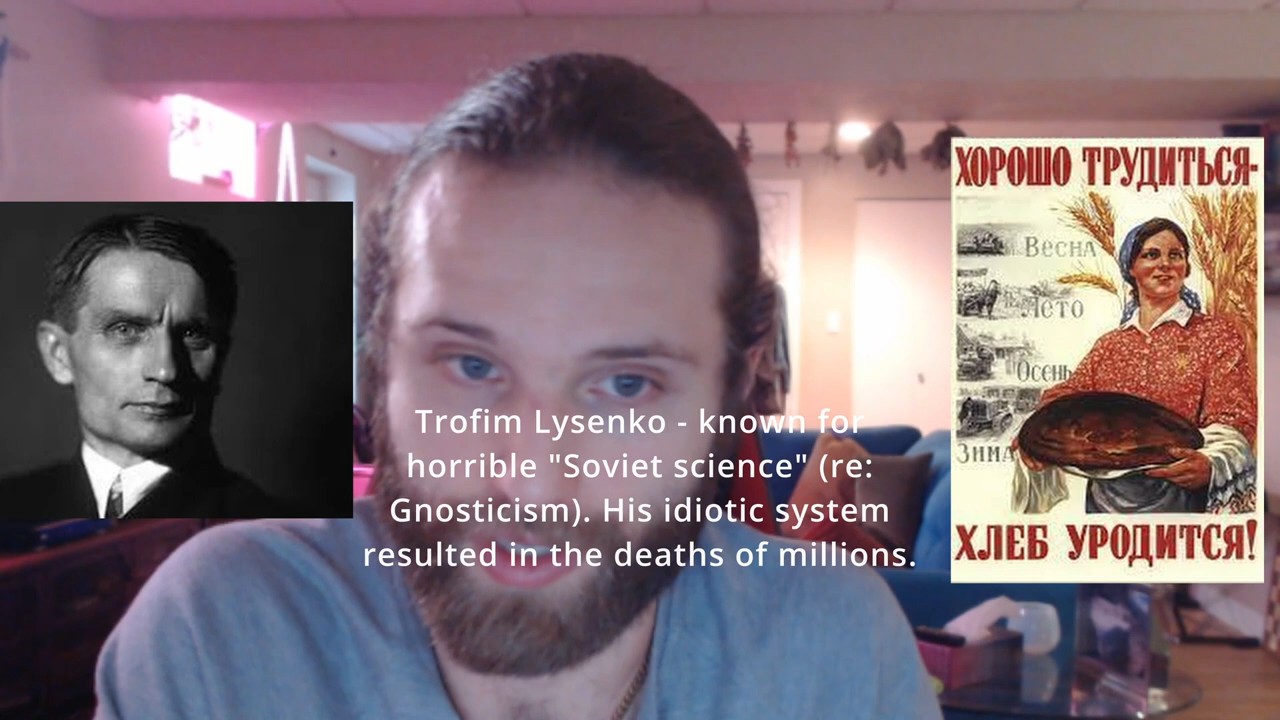 ХОРОШО ТРУДИТЬСЯ-
Весна
Лето
Осень
Зима
ХЛЕБ УРОДИТСЯ!
Trofim Lysenko - known for
horrible "Soviet science" (re:
Gnosticism). His idiotic system
resulted in the deaths of millions.